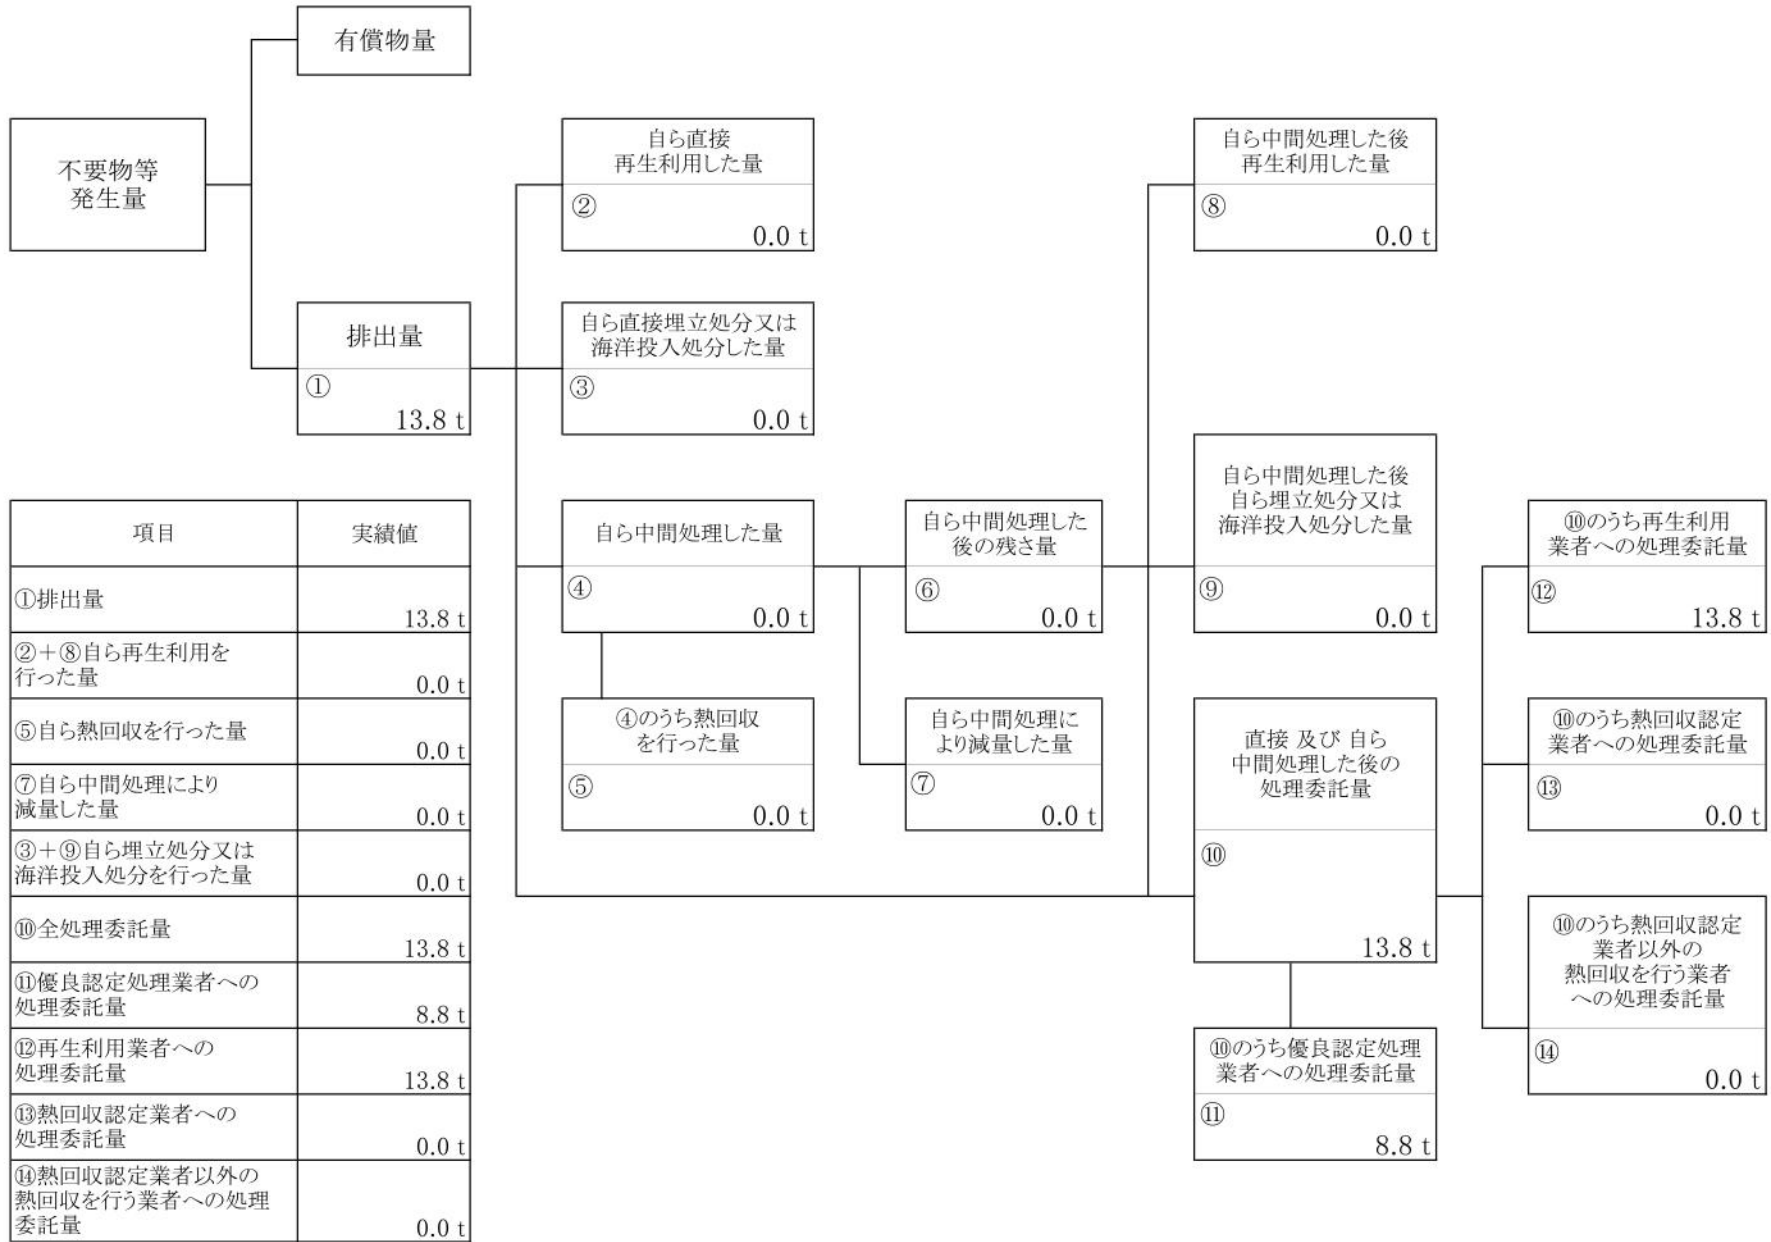 有償物量
不要物等
発生量
排出量
①
13.8 t
自ら直接
再生利用した量
②
0.0 t
自ら直接埋立処分又は
海洋投入処分した量
③
0.0 t
自ら中間処理した量
④
0.0 t
④のうち熱回収
を行った量
⑤
0.0 t
自ら中間処理した
後の残さ量
⑥
0.0 t
自ら中間処理に
より減量した量
⑦
0.0 t
自ら中間処理した後
再生利用した量
⑧
0.0 t
自ら中間処理した後
自ら埋立処分又は
海洋投入処分した量
⑨
0.0 t
直接 及び 自ら
中間処理した後の
処理委託量
⑩
13.8 t
⑩のうち優良認定処理
業者への処理委託量
⑪
8.8 t
⑩のうち再生利用
業者への処理委託量
⑫
13.8 t
⑩のうち熱回収認定
業者への処理委託量
⑬
0.0 t
⑩のうち熱回収認定
業者以外の
熱回収を行う業者
への処理委託量
⑭
0.0 t
項目 実績値
①排出量
13.8 t
②+⑧自ら再生利用を
行った量
0.0 t
⑤自ら熱回収を行った量
0.0 t
⑦自ら中間処理により
減量した量
0.0 t
③+⑨自ら埋立処分又は
海洋投入処分を行った量
0.0 t
⑩全処理委託量
13.8 t
⑪優良認定処理業者への
処理委託量
8.8 t
⑫再生利用業者への
処理委託量
13.8 t
⑬熱回収認定業者への
処理委託量
0.0 t
⑭熱回収認定業者以外の
熱回収を行う業者への処理
委託量
0.0 t